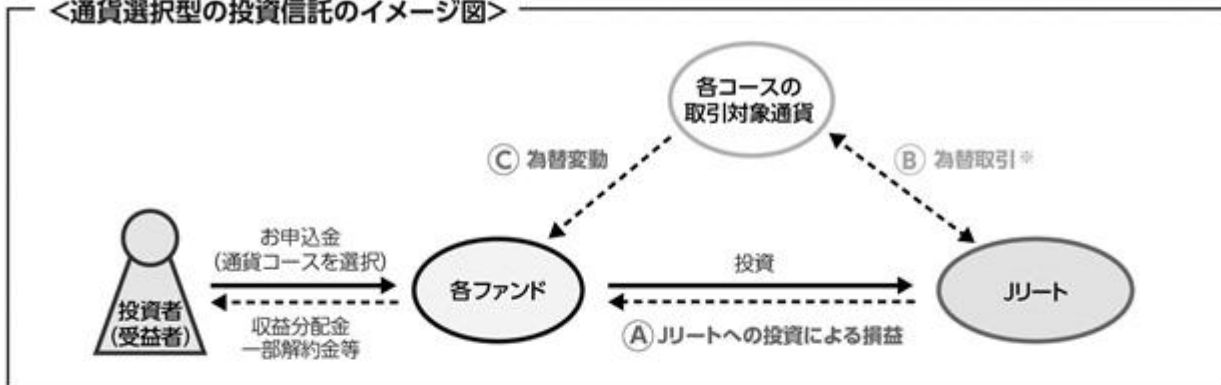 <通貨選択型の投資信託のイメージ図>
各コースの
取引対象通貨
Ⓒ 為替変動
Ⓑ 為替取引※
お申込金
(通貨コースを選択)
投資者
(受益者)
収益分配金
一部解約金等
各ファンド
投資
Ⓐ Jリートへの投資による損益
Jリート